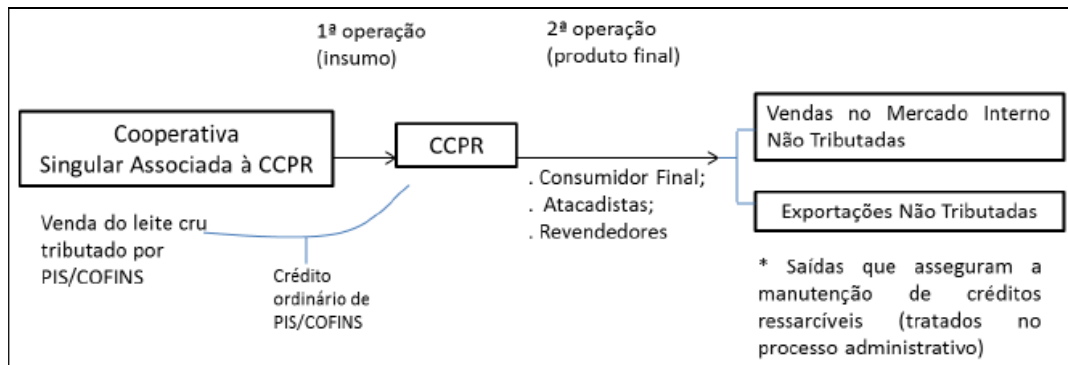 1ª operação
(insumo)
2ª operação
(produto final)
Cooperativa
Singular Associada à CCPR
CCPR
Vendas no Mercado Interno
Não Tributadas
Exportações Não Tributadas
. Consumidor Final;
. Atacadistas;
. Revendedores
Venda do leite cru
tributado por
PIS/COFINS
Crédito
ordinário de
PIS/COFINS
* Saídas que asseguram a
manutenção de créditos
ressarcíveis (tratados no
processo administrativo)